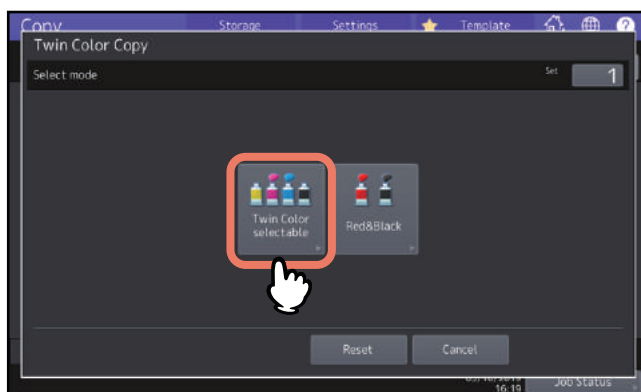 Copy
Storage
Settings
Template
Twin Color Copy
Select mode
Set
1
Twin Color
selectable
Red&Black
Reset
Cancel
16:19
Job Status